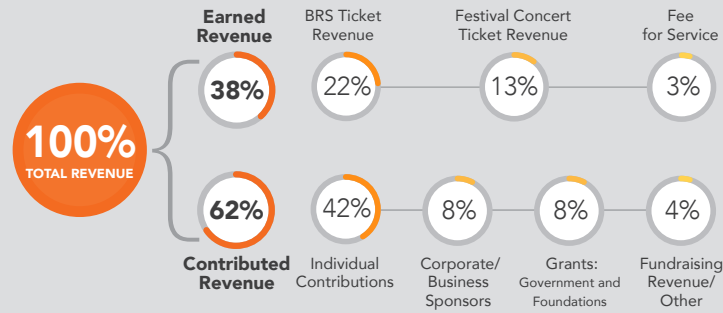 Earned
Revenue
BRS Ticket
Revenue
Festival Concert
Ticket Revenue
Fee
for Service
38%
22%
13%
3%
100%
TOTAL REVENUE
62%
42%
8%
8%
4%
Contributed
Revenue
Individual
Contributions
Corporate/
Business
Sponsors
Grants:
Government and
Foundations
Fundraising
Revenue/
Other